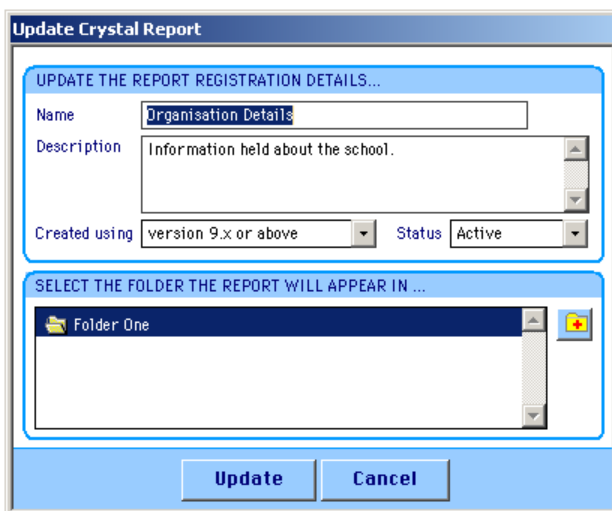 Update Crystal Report
UPDATE THE REPORT REGISTRATION DETAILS...
Name Organisation Details
Description Information held about the school.
Created using version 9.x or above Status Active
SELECT THE FOLDER THE REPORT WILL APPEAR IN ...
Folder One
Update Cancel